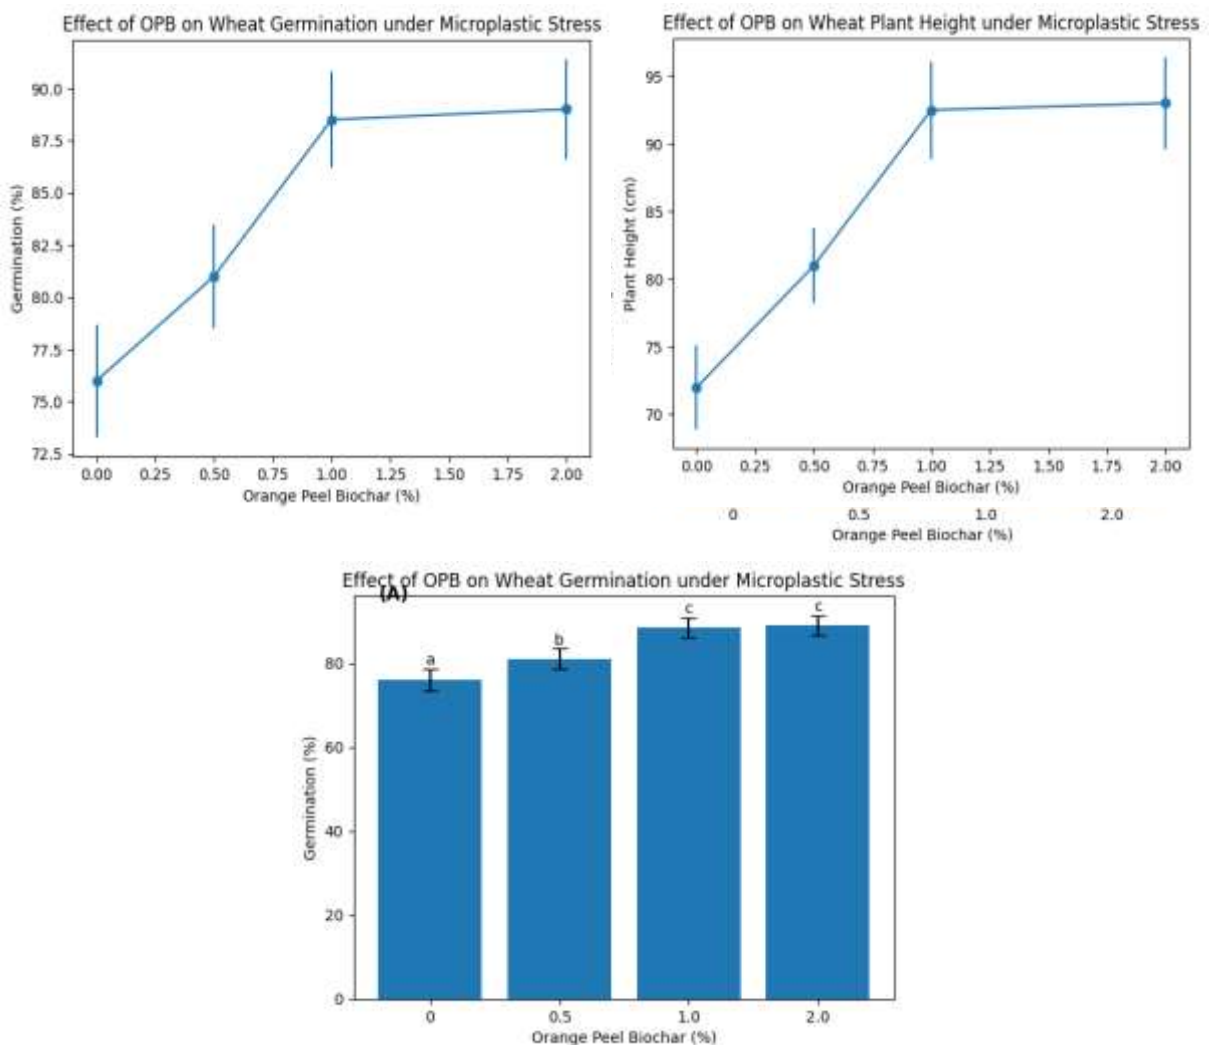 Effect of OPB on Wheat Germination under Microplastic Stress
90.0
87.5
85.0
82.5
80.0
77.5
75.0
72.5
Germination (%)
0.00 0.25 0.50 0.75 1.00 1.25 1.50 1.75 2.00
Orange Peel Biochar (%)
Effect of OPB on Wheat Plant Height under Microplastic Stress
95
90
85
80
75
70
Plant Height (cm)
0.00 0.25 0.50 0.75 1.00 1.25 1.50 1.75 2.00
Orange Peel Biochar (%)
0 0.5 1.0 2.0
Orange Peel Biochar (%)
Effect of OPB on Wheat Germination under Microplastic Stress
(A)
a b c c
80
60
40
20
0
Germination (%)
0 0.5 1.0 2.0
Orange Peel Biochar (%)